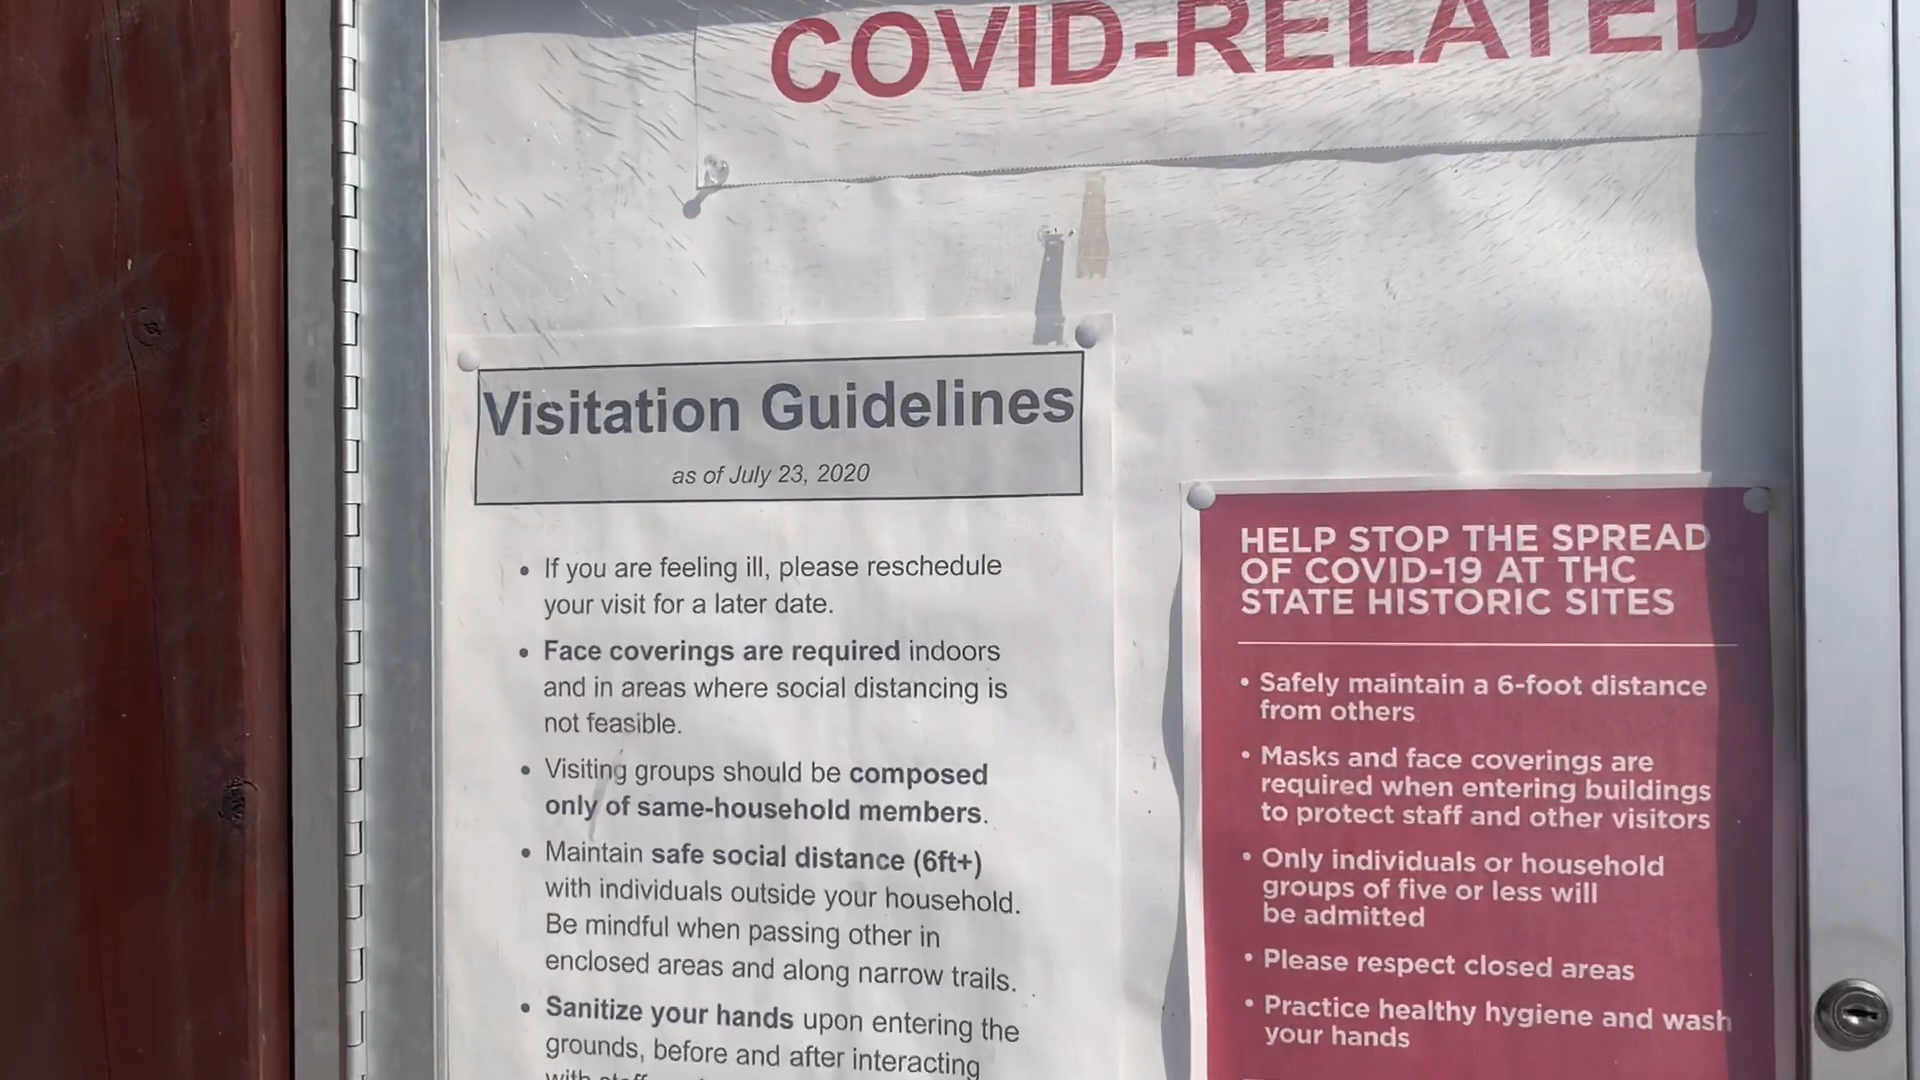 COVID-RELATED
Visitation Guidelines
as of July 23, 2020
• If you are feeling ill, please reschedule
your visit for a later date.
• Face coverings are required indoors
and in areas where social distancing is
not feasible.
• Visiting groups should be composed
only of same-household members.
• Maintain safe social distance (6ft+)
with individuals outside your household.
Be mindful when passing other in
enclosed areas and along narrow trails.
• Sanitize your hands upon entering the
grounds, before and after interacting
with staff
HELP STOP THE SPREAD
OF COVID-19 AT THC
STATE HISTORIC SITES
• Safely maintain a 6-foot distance
from others
• Masks and face coverings are
required when entering buildings
to protect staff and other visitors
• Only individuals or household
groups of five or less will
be admitted
• Please respect closed areas
• Practice healthy hygiene and wash
your hands